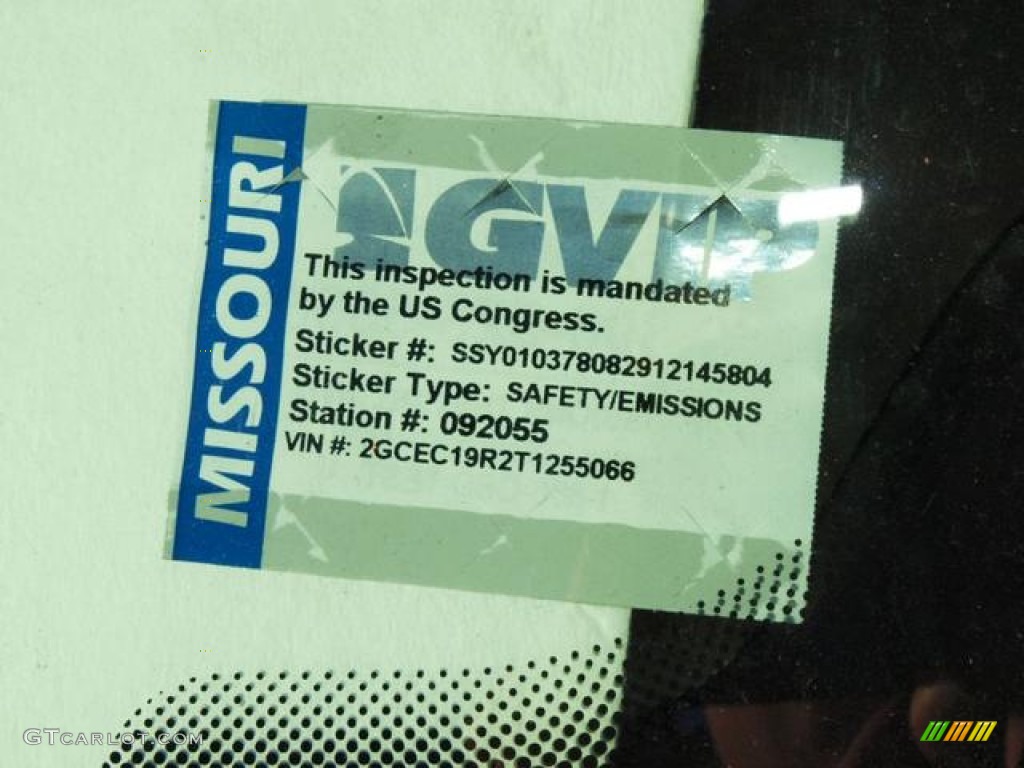 MISSOURI
GVIP
This inspection is mandated
by the US Congress.
Sticker #: SSY010378082912145804
Sticker Type: SAFETY/EMISSIONS
Station #: 092055
VIN #: 2GCEC19R2T1255066
GTCARLOT.COM